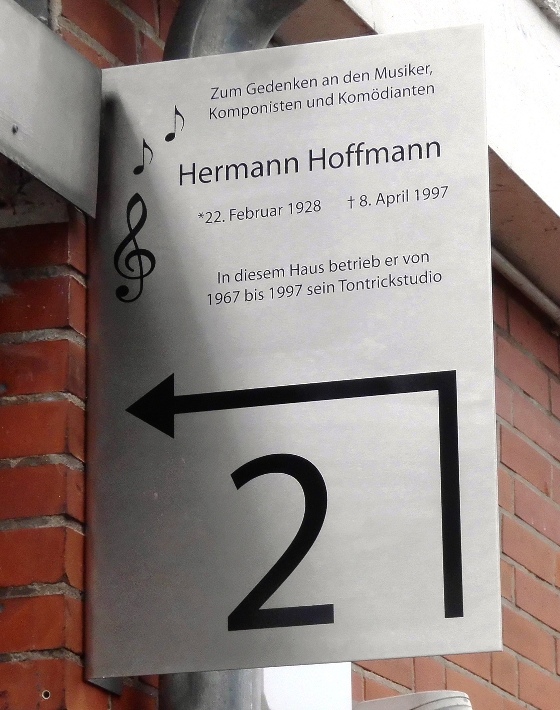 Zum Gedenken an den Musiker,
Komponisten und Komödianten
Hermann Hoffmann
*22. Februar 1928 † 8. April 1997
In diesem Haus betrieb er von
1967 bis 1997 sein Tontrickstudio
2